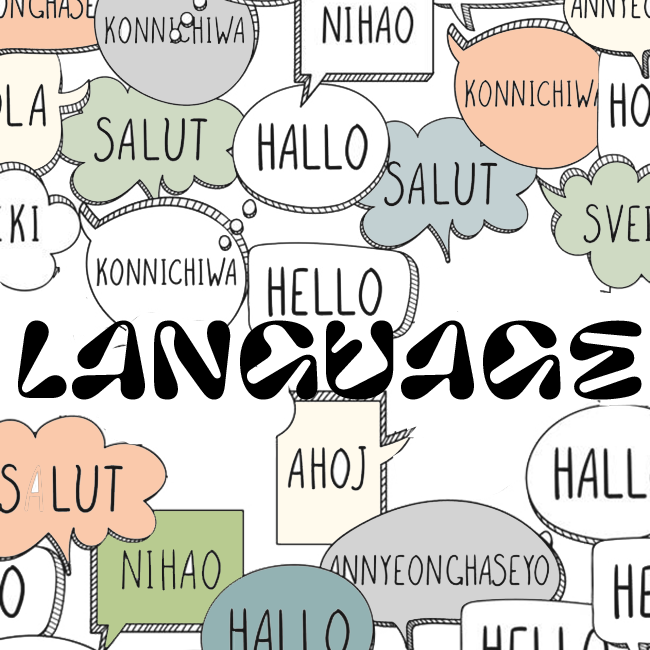 ONGHASE
KONNICHIWA
NIHAO
ANNYEO
KONNICHIWA
HO
OLA
SALUT
HALLO
SALUT
IKI
SVEI
KONNICHIWA
HELLO
LANGUAGE
SALUT
AHOJ
HALL
NIHAO
ANNYEONGHASEYO
O
HE
HALLO
HELLO